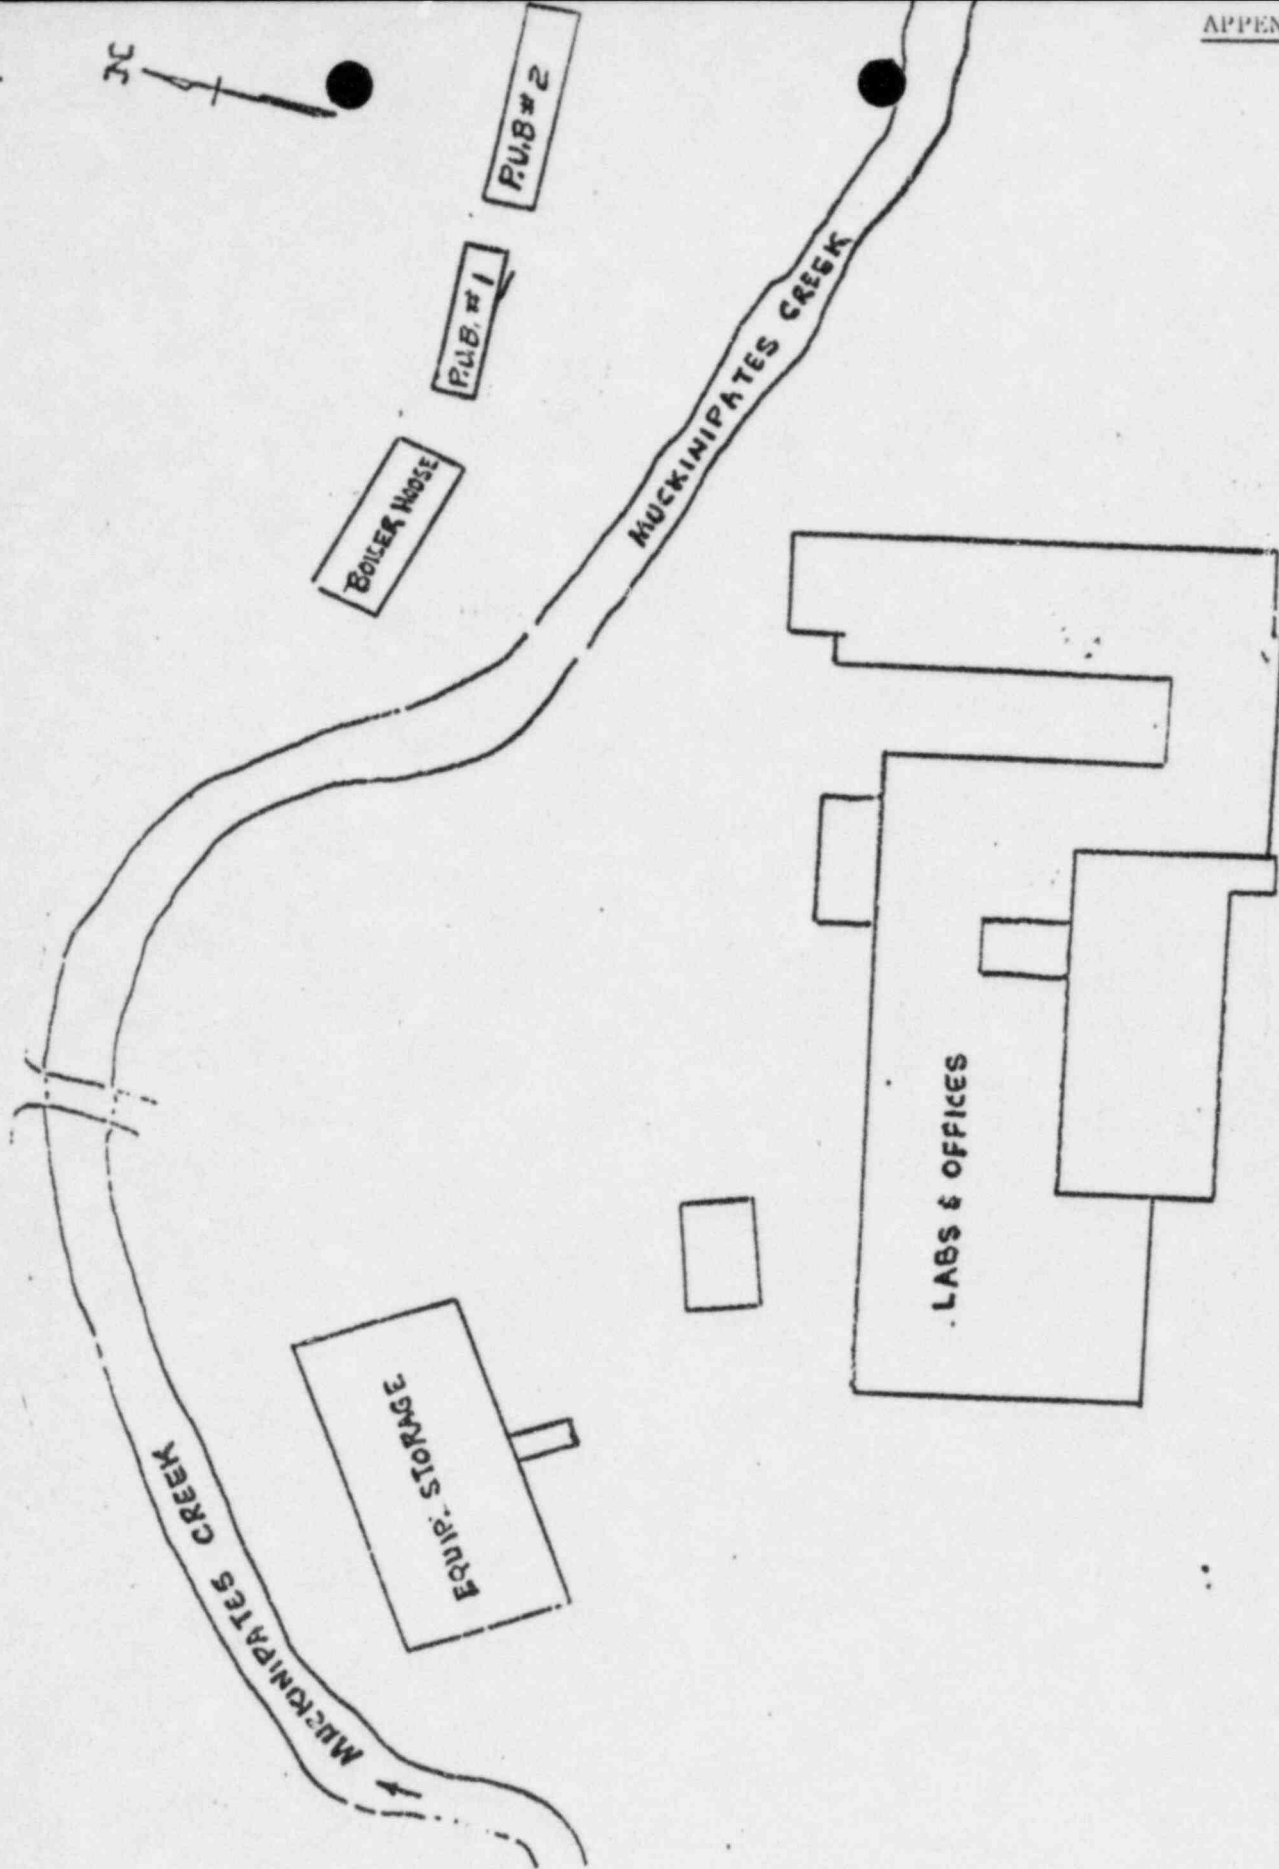 APPEN
N
P.U.B # 2
P.U.B. # 1
BOILER HOUSE
MUCKINIPATES CREEK
LABS & OFFICES
EQUIP. STORAGE
MUCKINIPATES CREEK